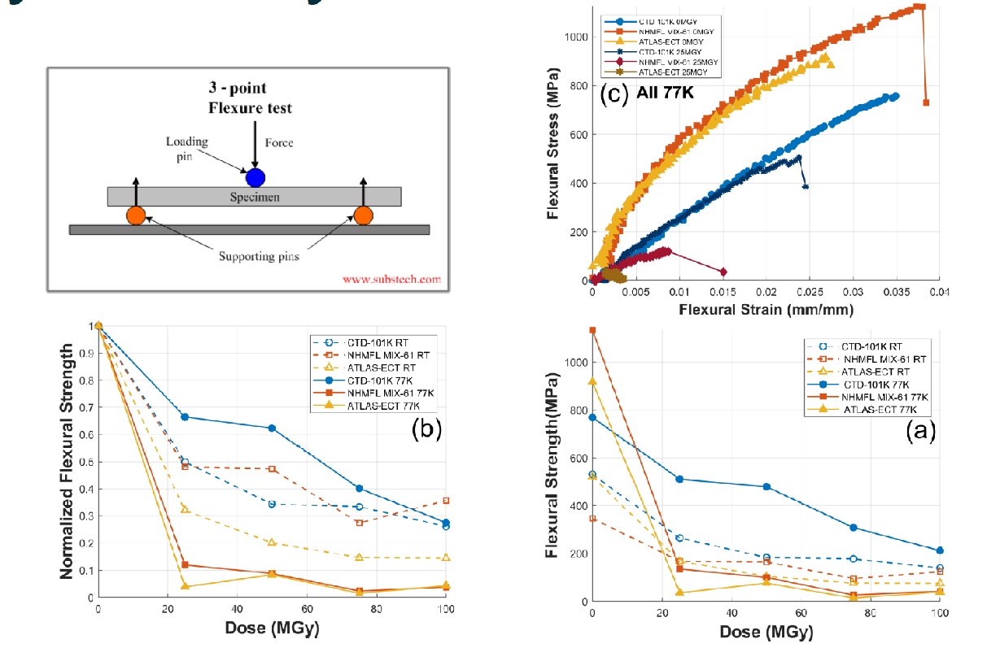 3 - point
Flexure test
Loading
pin
Force
Specimen
Supporting pins
www.substech.com
CTD-101K 0MGY
NHMFL MIX-61 0MGY
ATLAS-ECT 0MGY
CTD-101K 25MGY
NHMFL MIX-61 25MGY
ATLAS-ECT 25MGY
(c) All 77K
Flexural Stress (MPa)
1000
800
600
400
200
0
0 0.005 0.01 0.015 0.02 0.025 0.03 0.035 0.04
Flexural Strain (mm/mm)
CTD-101K RT
NHMFL MIX-61 RT
ATLAS-ECT RT
CTD-101K 77K
NHMFL MIX-61 77K
ATLAS-ECT 77K
(b)
Normalized Flexural Strength
1
0.9
0.8
0.7
0.6
0.5
0.4
0.3
0.2
0.1
0
0 20 40 60 80 100
Dose (MGy)
CTD-101K RT
NHMFL MIX-61 RT
ATLAS-ECT RT
CTD-101K 77K
NHMFL MIX-61 77K
ATLAS-ECT 77K
(a)
Flexural Strength(MPa)
1000
800
600
400
200
0
0 20 40 60 80 100
Dose (MGy)